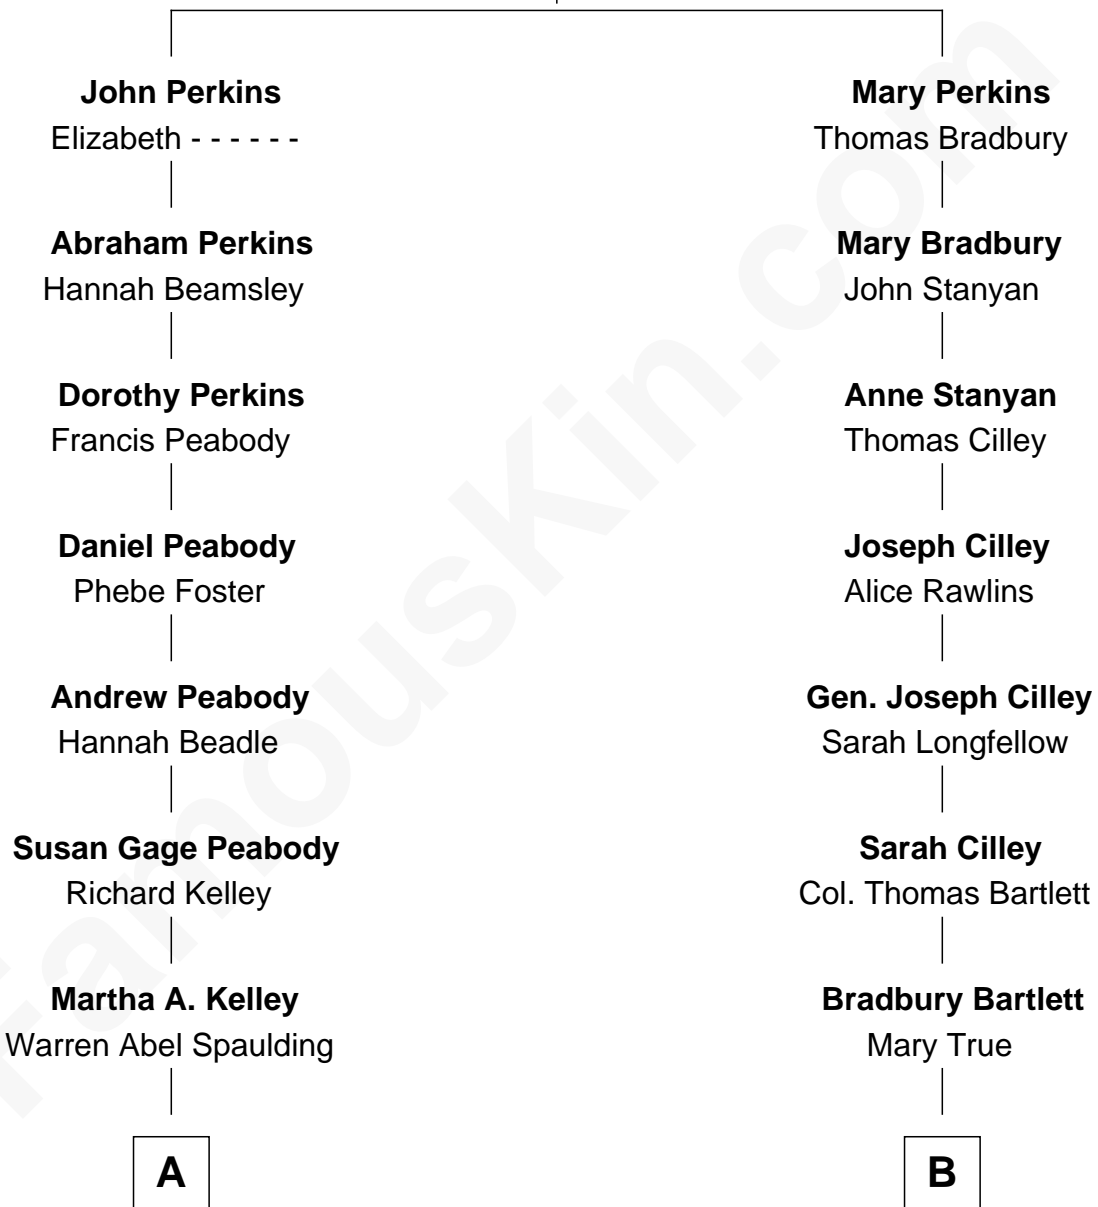 John Perkins
Elizabeth - - - - - -
Abraham Perkins
Hannah Beamsley
Dorothy Perkins
Francis Peabody
Daniel Peabody
Phebe Foster
Andrew Peabody
Hannah Beadle
Susan Gage Peabody
Richard Kelley
Martha A. Kelley
Warren Abel Spaulding
A
Mary Perkins
Thomas Bradbury
Mary Bradbury
John Stanyan
Anne Stanyan
Thomas Cilley
Joseph Cilley
Alice Rawlins
Gen. Joseph Cilley
Sarah Longfellow
Sarah Cilley
Col. Thomas Bartlett
Bradbury Bartlett
Mary True
B
FamousKin.com